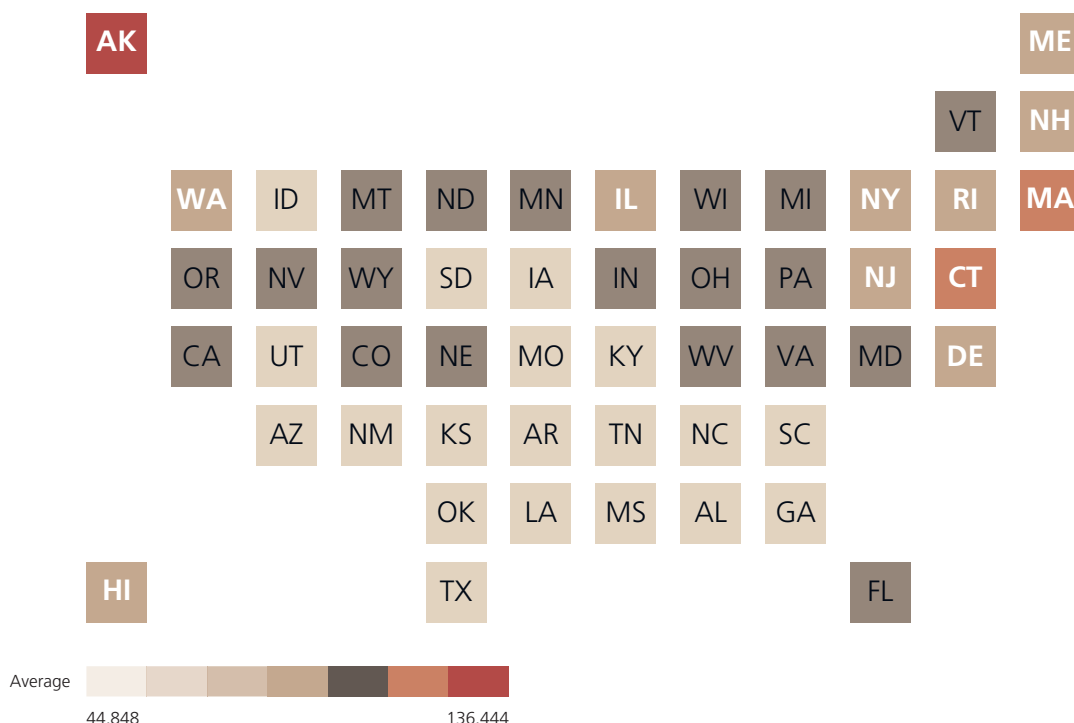 AK ME
VT NH
WA ID MT ND MN IL WI MI NY RI MA
OR NV WY SD IA IN OH PA NJ CT
CA UT CO NE MO KY WV VA MD DE
AZ NM KS AR TN NC SC
OK LA MS AL GA
HI TX FL
Average
44.848 136.444